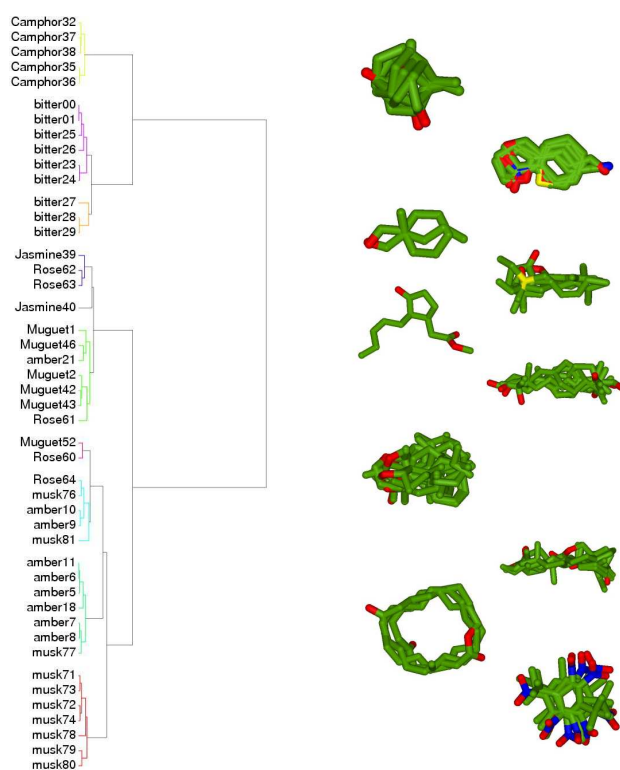 Camphor32
Camphor37
Camphor38
Camphor35
Camphor36
bitter00
bitter01
bitter25
bitter26
bitter23
bitter24
bitter27
bitter28
bitter29
Jasmine39
Rose62
Rose63
Jasmine40
Muguet1
Muguet46
amber21
Muguet2
Muguet42
Muguet43
Rose61
Muguet52
Rose60
Rose64
musk76
amber10
amber9
musk81
amber11
amber6
amber5
amber18
amber7
amber8
musk77
musk71
musk73
musk72
musk74
musk78
musk79
musk80